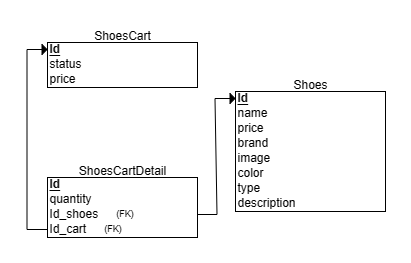 ShoesCart
Id
status
price
Shoes
Id
name
price
brand
image
color
type
description
ShoesCartDetail
Id
quantity
Id_shoes (FK)
Id_cart (FK)